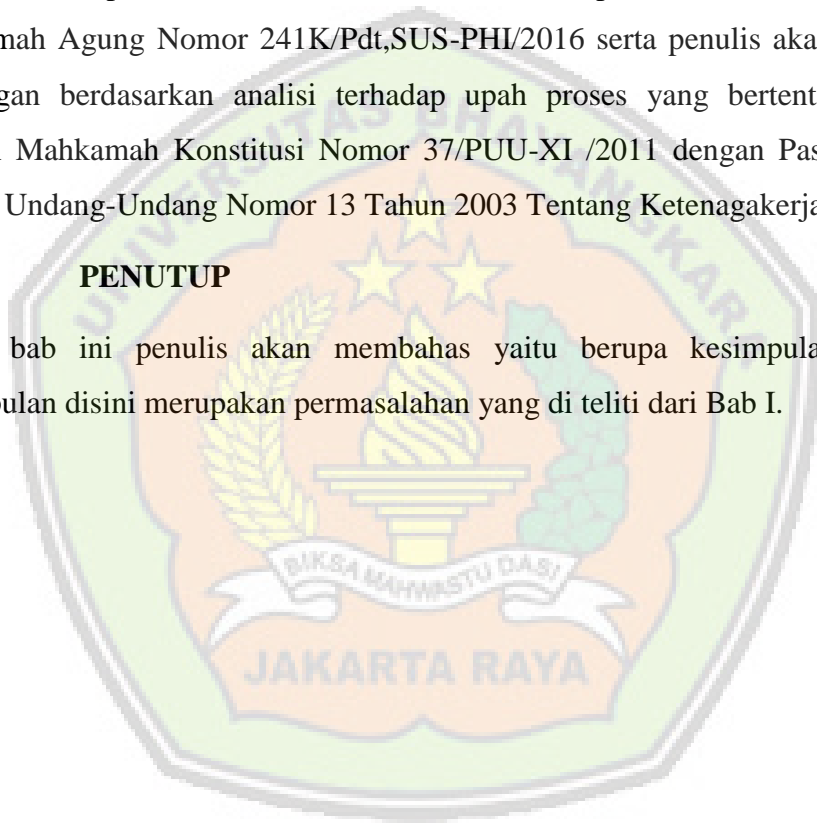 mah Agung Nomor 241K/Pdt,SUS-PHI/2016 serta penulis aka
gan berdasarkan analisi terhadap upah proses yang bertent
Mahkamah Konstitusi Nomor 37/PUU-XI /2011 dengan Pas
Undang-Undang Nomor 13 Tahun 2003 Tentang Ketenagakerja
PENUTUP
bab ini penulis akan membahas yaitu berupa kesimpula
pulan disini merupakan permasalahan yang di teliti dari Bab I.
UNIVERSITAS BHAYANGKARA
BIKSA MAHWASTU DASI
JAKARTA RAYA